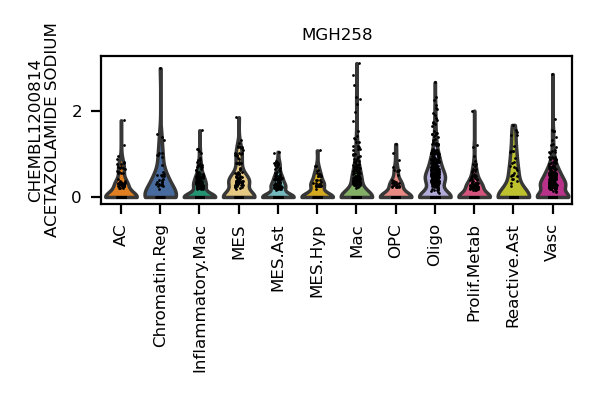 MGH258
CHEMBL1200814
ACETAZOLAMIDE SODIUM
2
0
AC
Chromatin.Reg
Inflammatory.Mac
MES
MES.Ast
MES.Hyp
Mac
OPC
Oligo
Prolif.Metab
Reactive.Ast
Vasc